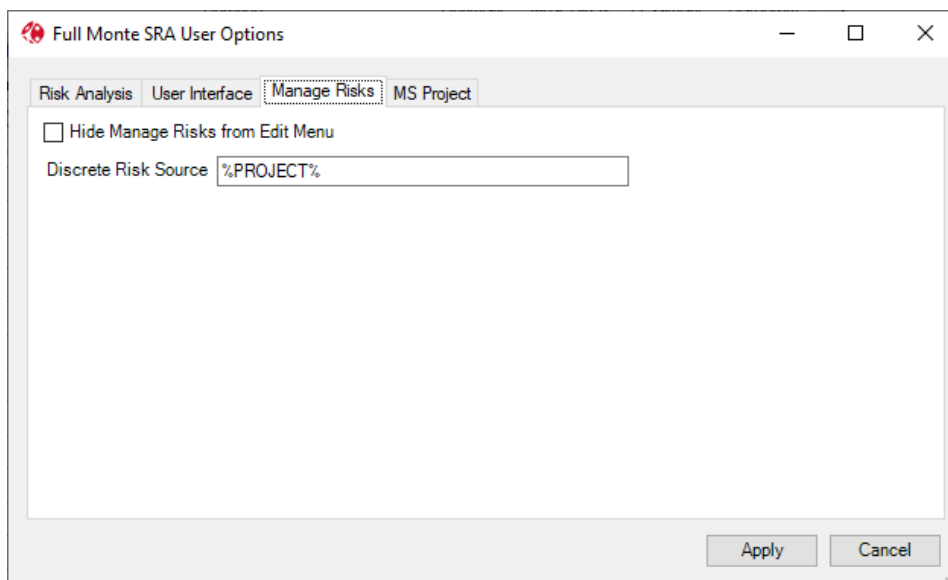 Full Monte SRA User Options
Risk Analysis User Interface Manage Risks MS Project
Hide Manage Risks from Edit Menu
Discrete Risk Source %PROJECT%
Apply Cancel